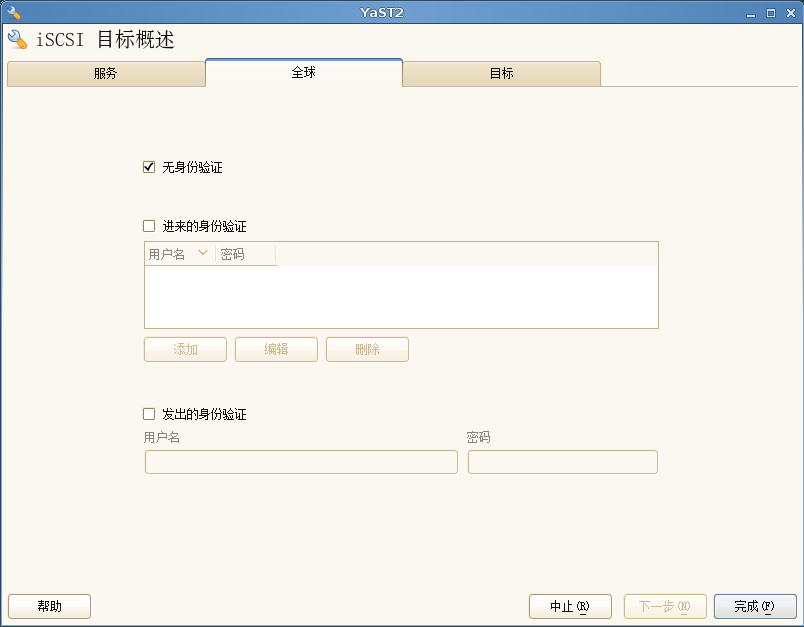 YaST2
iSCSI 目标概述
服务 全球 目标
无身份验证
进来的身份验证
用户名 密码
添加 编辑 删除
发出的身份验证
用户名 密码
帮助 中止(R) 下一步(N) 完成(F)